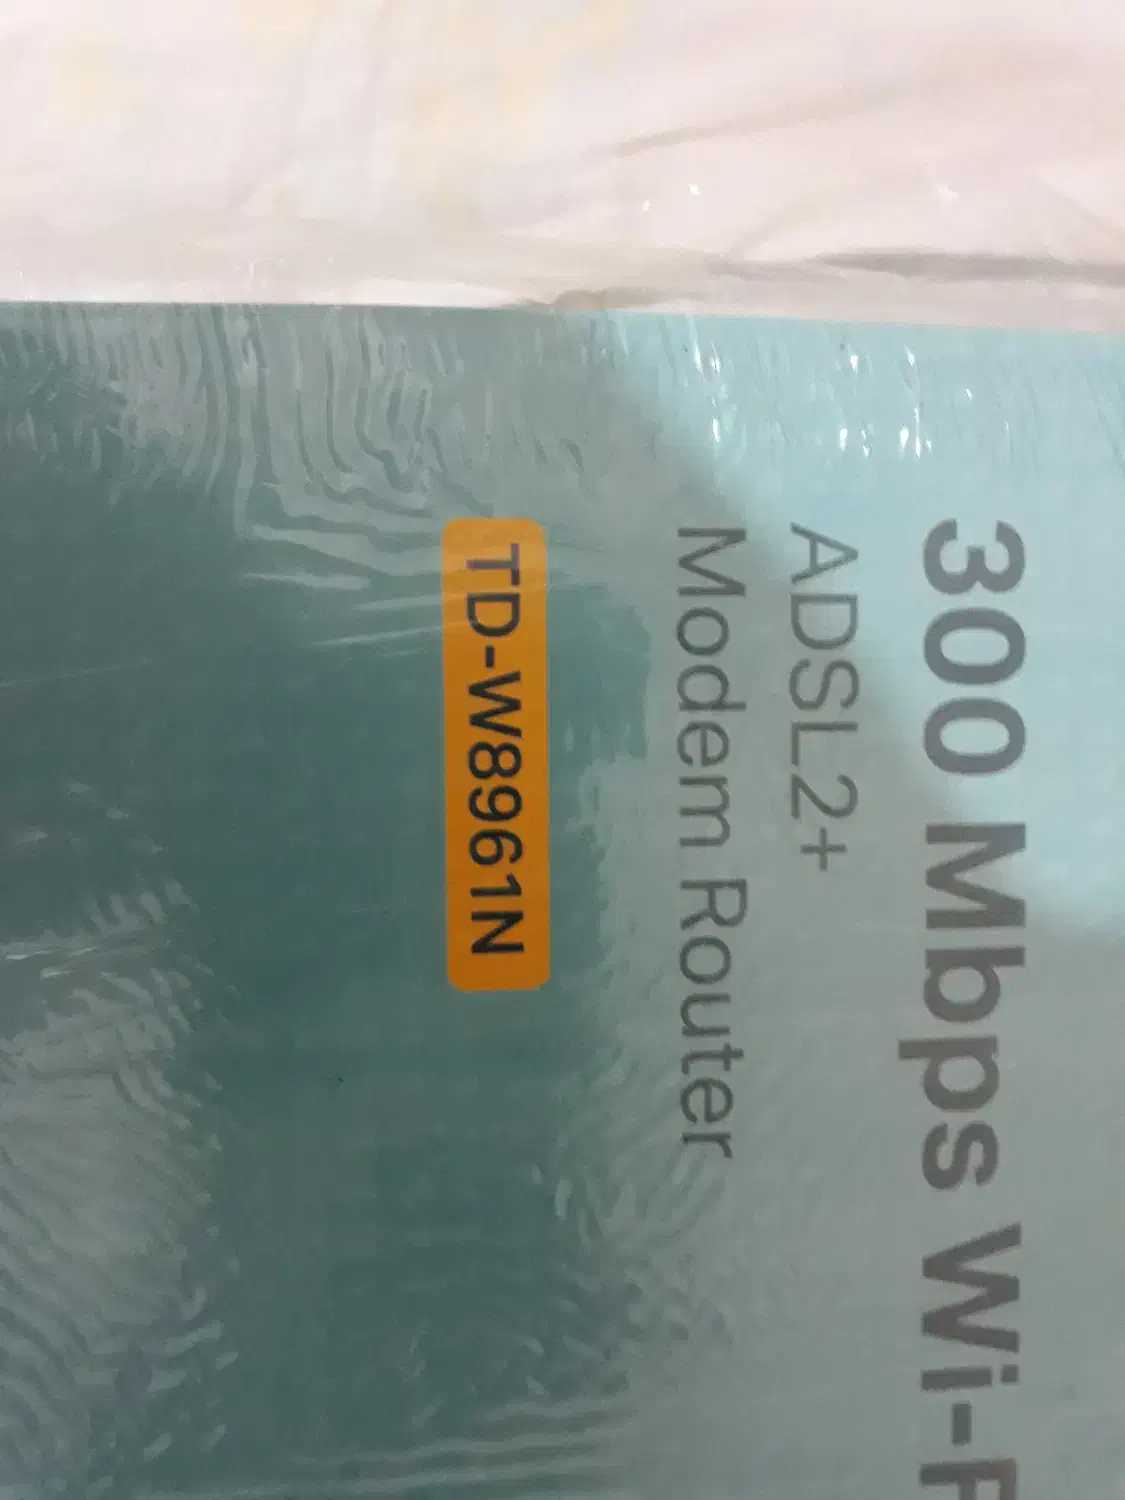 300 Mbps Wi-F
ADSL2+
Modem Router
TD-W8961N